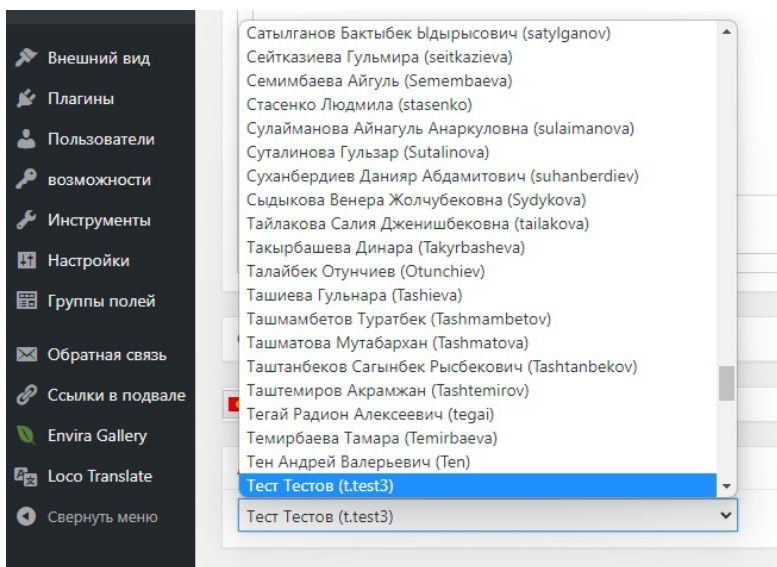 Внешний вид
Плагины
Пользователи
возможности
Инструменты
Настройки
Группы полей
Обратная связь
Ссылки в подвале
Envira Gallery
Loco Translate
Свернуть меню
Сатылганов Бактыбек Ыдырысович (satylganov)
Сейтказиева Гульмира (seitkazieva)
Семимбаева Айгуль (Semembaeva)
Стасенко Людмила (stasenko)
Сулайманова Айнагуль Анаркуловна (sulaimanova)
Суталинова Гульзар (Sutalinova)
Суханбердиев Данияр Абдамитович (suhanberdiev)
Сыдыкова Венера Жолчубековна (Sydykova)
Тайлакова Салия Дженишбековна (tailakova)
Такырбашева Динара (Takyrbasheva)
Талайбек Отунчиев (Otunchiev)
Ташиева Гульнара (Tashieva)
Ташмамбетов Туратбек (Tashmambetov)
Ташматова Мутабархан (Tashmatova)
Таштанбеков Сагынбек Рысбекович (Tashtanbekov)
Таштемиров Акрамжан (Tashtemirov)
Тегай Радион Алексеевич (tegai)
Темирбаева Тамара (Temirbaeva)
Тен Андрей Валерьевич (Ten)
Тест Тестов (t.test3)
Тест Тестов (t.test3)